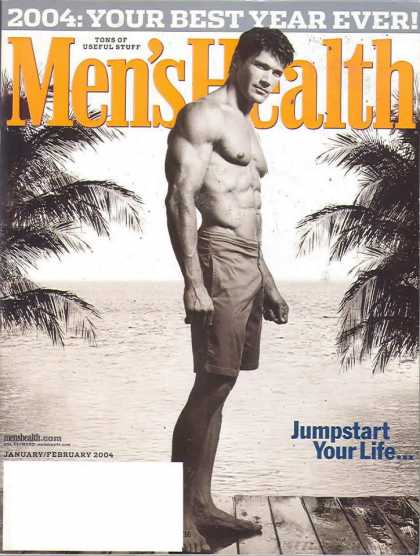 2004: YOUR BEST YEAR EVER!
TONS OF
USEFUL STUFF
Men'sHealth
Jumpstart
Your Life...
menshealth.com
JANUARY/FEBRUARY 2004